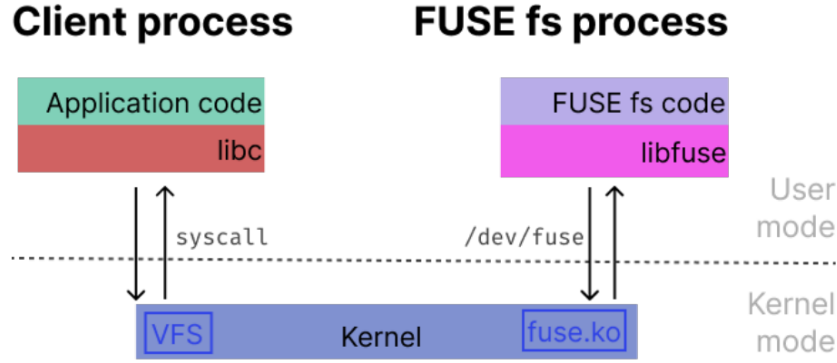 Client process
FUSE fs process
Application code
libc
FUSE fs code
libfuse
syscall
/dev/fuse
User
mode
VFS
Kernel
fuse.ko
Kernel
mode